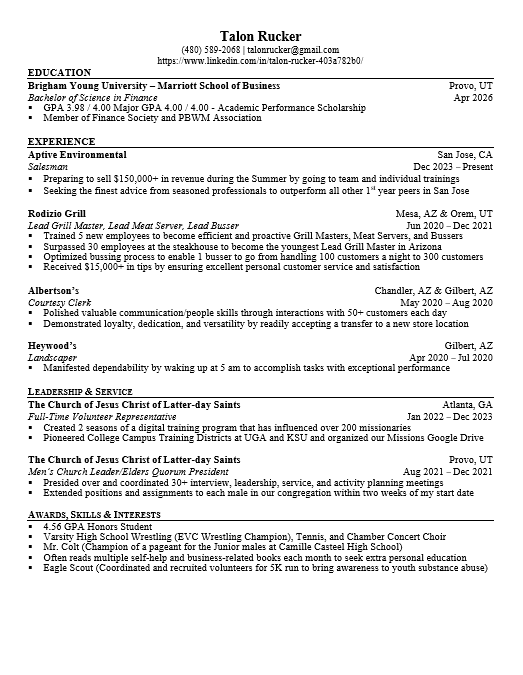 Talon Rucker
(480) 589-2068 | talonrucker@gmail.com
https://www.linkedin.com/in/talon-rucker-403a782b0/
EDUCATION
Brigham Young University – Marriott School of Business Provo, UT
Bachelor of Science in Finance Apr 2026
▪ GPA 3.98 / 4.00 Major GPA 4.00 / 4.00 - Academic Performance Scholarship
▪ Member of Finance Society and PBWM Association
EXPERIENCE
Aptive Environmental San Jose, CA
Salesman Dec 2023 – Present
▪ Preparing to sell $150,000+ in revenue during the Summer by going to team and individual trainings
▪ Seeking the finest advice from seasoned professionals to outperform all other 1st year peers in San Jose
Rodizio Grill Mesa, AZ & Orem, UT
Lead Grill Master, Lead Meat Server, Lead Busser Jun 2020 – Dec 2021
▪ Trained 5 new employees to become efficient and proactive Grill Masters, Meat Servers, and Bussers
▪ Surpassed 30 employees at the steakhouse to become the youngest Lead Grill Master in Arizona
▪ Optimized bussing process to enable 1 busser to go from handling 100 customers a night to 300 customers
▪ Received $15,000+ in tips by ensuring excellent personal customer service and satisfaction
Albertson's Chandler, AZ & Gilbert, AZ
Courtesy Clerk May 2020 – Aug 2020
▪ Polished valuable communication/people skills through interactions with 50+ customers each day
▪ Demonstrated loyalty, dedication, and versatility by readily accepting a transfer to a new store location
Heywood's Gilbert, AZ
Landscaper Apr 2020 – Jul 2020
▪ Manifested dependability by waking up at 5 am to accomplish tasks with exceptional performance
LEADERSHIP & SERVICE
The Church of Jesus Christ of Latter-day Saints Atlanta, GA
Full-Time Volunteer Representative Jan 2022 – Dec 2023
▪ Created 2 seasons of a digital training program that has influenced over 200 missionaries
▪ Pioneered College Campus Training Districts at UGA and KSU and organized our Missions Google Drive
The Church of Jesus Christ of Latter-day Saints Provo, UT
Men's Church Leader/Elders Quorum President Aug 2021 – Dec 2021
▪ Presided over and coordinated 30+ interview, leadership, service, and activity planning meetings
▪ Extended positions and assignments to each male in our congregation within two weeks of my start date
AWARDS, SKILLS & INTERESTS
▪ 4.56 GPA Honors Student
▪ Varsity High School Wrestling (EVC Wrestling Champion), Tennis, and Chamber Concert Choir
▪ Mr. Colt (Champion of a pageant for the Junior males at Camille Casteel High School)
▪ Often reads multiple self-help and business-related books each month to seek extra personal education
▪ Eagle Scout (Coordinated and recruited volunteers for 5K run to bring awareness to youth substance abuse)